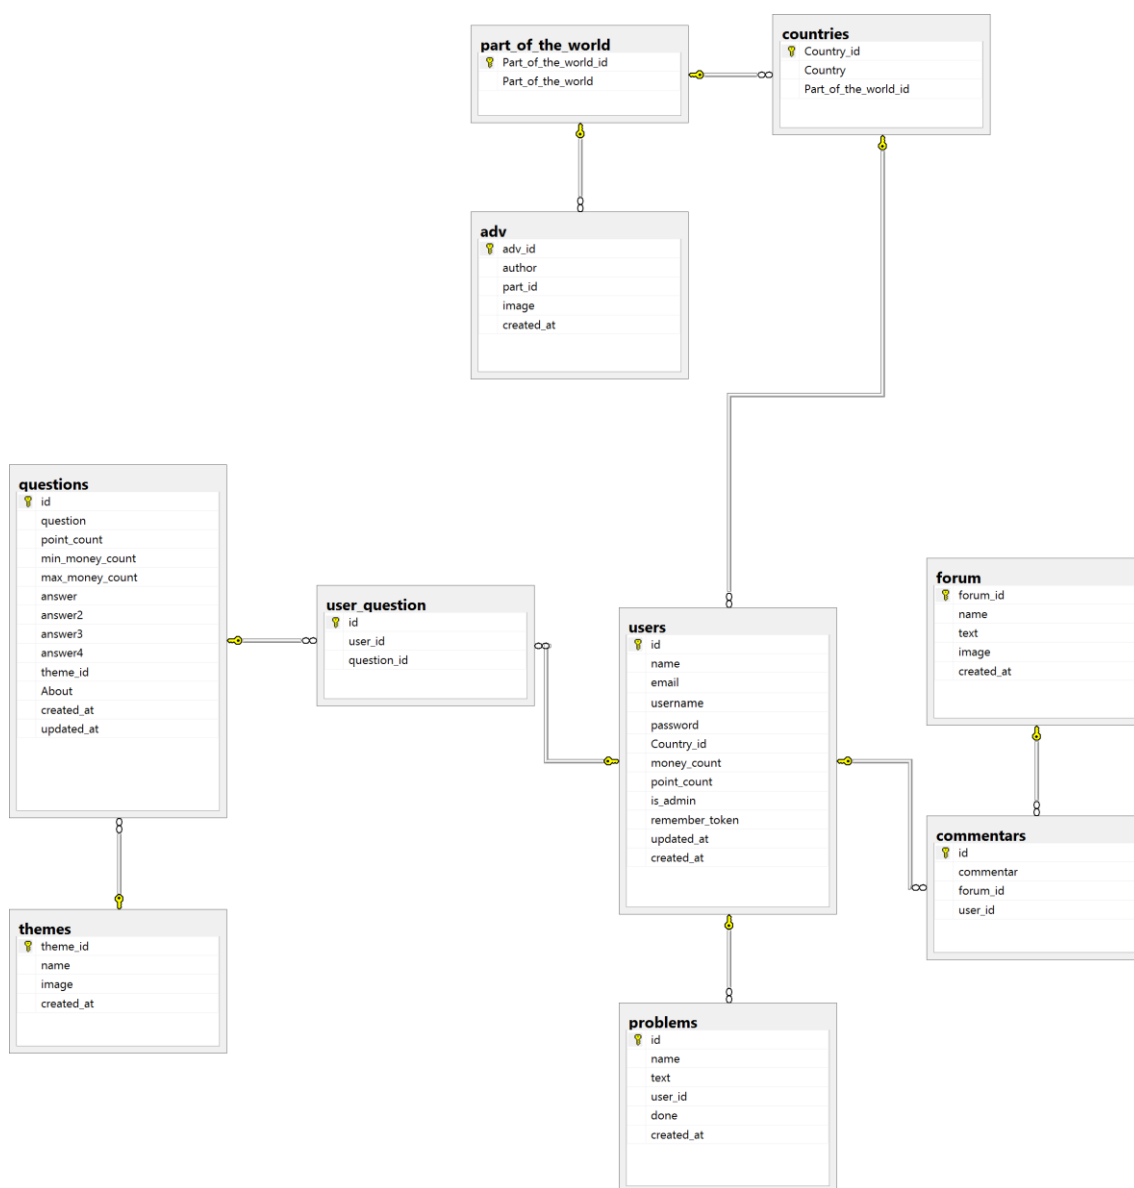 part_of_the_world
Part_of_the_world_id
Part_of_the_world
countries
Country_id
Country
Part_of_the_world_id
adv
adv_id
author
part_id
image
created_at
questions
id
question
point_count
min_money_count
max_money_count
answer
answer2
answer3
answer4
theme_id
About
created_at
updated_at
user_question
id
user_id
question_id
users
id
name
email
username
password
Country_id
money_count
point_count
is_admin
remember_token
updated_at
created_at
forum
forum_id
name
text
image
created_at
commentars
id
commentar
forum_id
user_id
themes
theme_id
name
image
created_at
problems
id
name
text
user_id
done
created_at